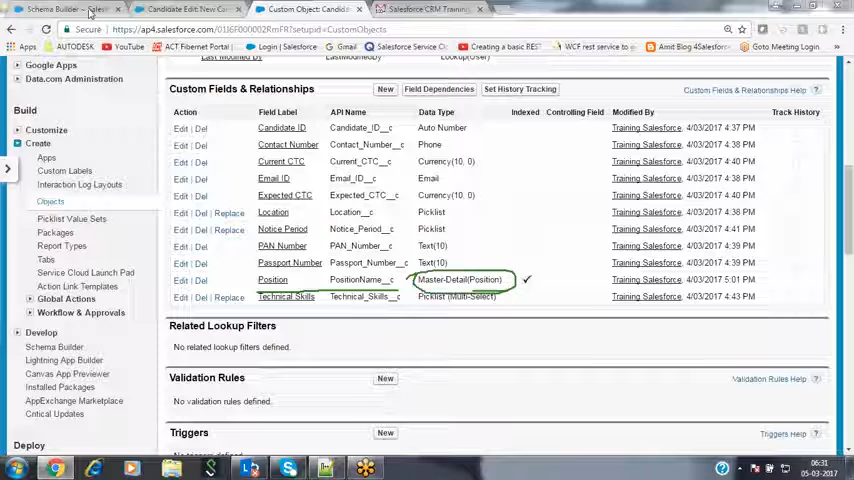 Schema Builder ~ Salesf
Candidate Edit: New Can
Custom Object: Candida
Salesforce CRM Training
Secure
https://ap4.salesforce.com/01I6F000002RmFR?setupid=CustomObjects
Apps
AUTODESK
YouTube
ACT Fibernet Portal
Login | Salesforce
Salesforce Service C
Creating a basic REST
WCF rest service wo
Amit Blog 4Salesforc
Goto Meeting Login
Google Apps
Data.com Administration
Build
Customize
Create
Apps
Custom Labels
Interaction Log Layouts
Objects
Picklist Value Sets
Packages
Report Types
Tabs
Service Cloud Launch Pad
Action Link Templates
Global Actions
Workflow & Approvals
Develop
Schema Builder
Lightning App Builder
Canvas App Previewer
Installed Packages
AppExchange Marketplace
Critical Updates
Deploy
Last Modified By LastModifiedBy Lookup(User)
Custom Fields & Relationships New Field Dependencies Set History Tracking Custom Fields & Relationships Help ?
Action Field Label API Name Data Type Indexed Controlling Field Modified By Track History
Edit | Del Candidate ID Candidate_ID__c Auto Number Training Salesforce, 4/03/2017 4:37 PM
Edit | Del Contact Number Contact_Number__c Phone Training Salesforce, 4/03/2017 4:38 PM
Edit | Del Current CTC Current_CTC__c Currency(10, 0) Training Salesforce, 4/03/2017 4:40 PM
Edit | Del Email ID Email_ID__c Email Training Salesforce, 4/03/2017 4:38 PM
Edit | Del Expected CTC Expected_CTC__c Currency(10, 0) Training Salesforce, 4/03/2017 4:40 PM
Edit | Del | Replace Location Location__c Picklist Training Salesforce, 4/03/2017 4:38 PM
Edit | Del | Replace Notice Period Notice_Period__c Picklist Training Salesforce, 4/03/2017 4:41 PM
Edit | Del PAN Number PAN_Number__c Text(10) Training Salesforce, 4/03/2017 4:39 PM
Edit | Del Passport Number Passport_Number__c Text(10) Training Salesforce, 4/03/2017 4:39 PM
Edit | Del Position PositionName__c Master-Detail(Position) ✓ Training Salesforce, 4/03/2017 5:01 PM
Edit | Del | Replace Technical Skills Technical_Skills__c Picklist (Multi-Select) Training Salesforce, 4/03/2017 4:43 PM
Related Lookup Filters
No related lookup filters defined.
Validation Rules New Validation Rules Help ?
No validation rules defined.
Triggers New Triggers Help ?
06:31
05-03-2017